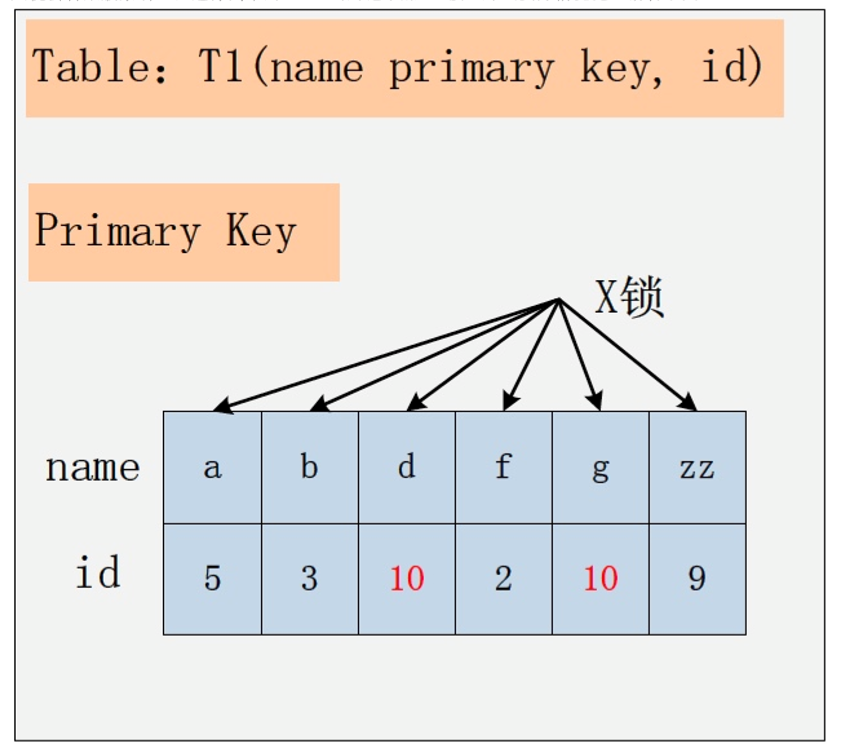 Table: T1(name primary key, id)
Primary Key
X锁
name a b d f g zz
id 5 3 10 2 10 9